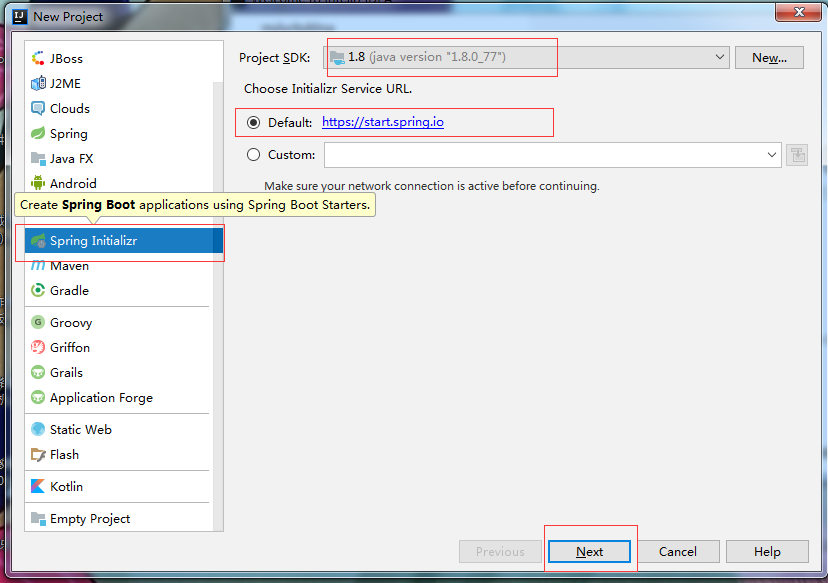 New Project
JBoss
J2ME
Clouds
Spring
Java FX
Android
Create Spring Boot applications using Spring Boot Starters.
Spring Initializr
Maven
Gradle
Groovy
Griffon
Grails
Application Forge
Static Web
Flash
Kotlin
Empty Project
Project SDK: 1.8 (java version "1.8.0_77") New...
Choose Initializr Service URL.
Default: https://start.spring.io
Custom:
Make sure your network connection is active before continuing.
Previous Next Cancel Help